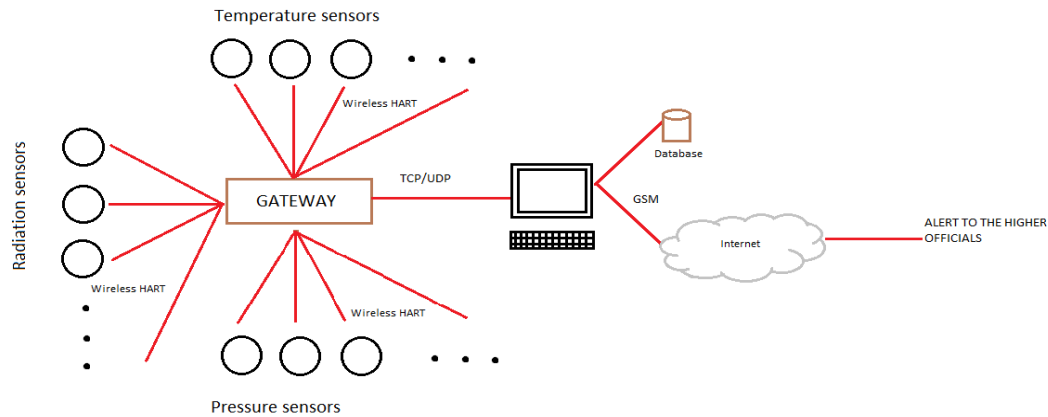 Temperature sensors
Wireless HART
Radiation sensors
Wireless HART
GATEWAY
TCP/UDP
Database
GSM
Internet
ALERT TO THE HIGHER
OFFICIALS
Wireless HART
Pressure sensors